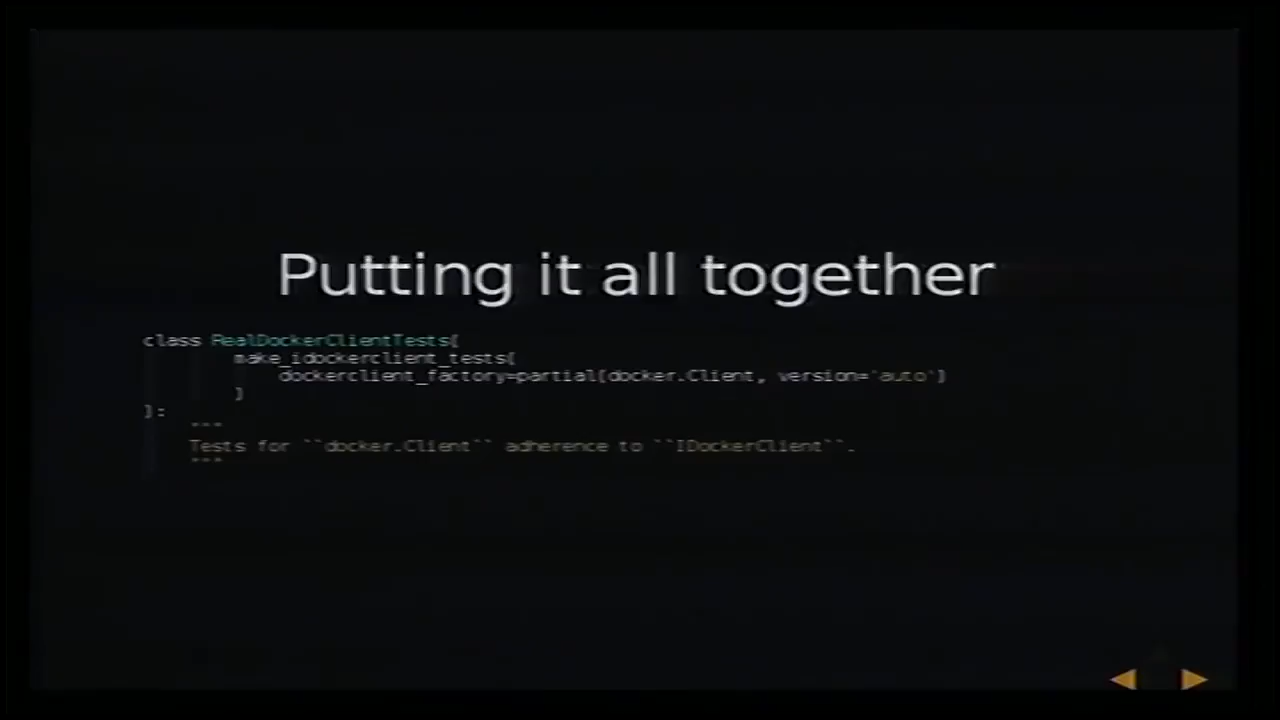 Putting it all together
class RealDockerClientTests(
make_idockerclient_tests(
dockerclient_factory=partial(docker.Client, version='auto')
)
):
"""
Tests for ``docker.Client`` adherence to ``IDockerClient``.
"""